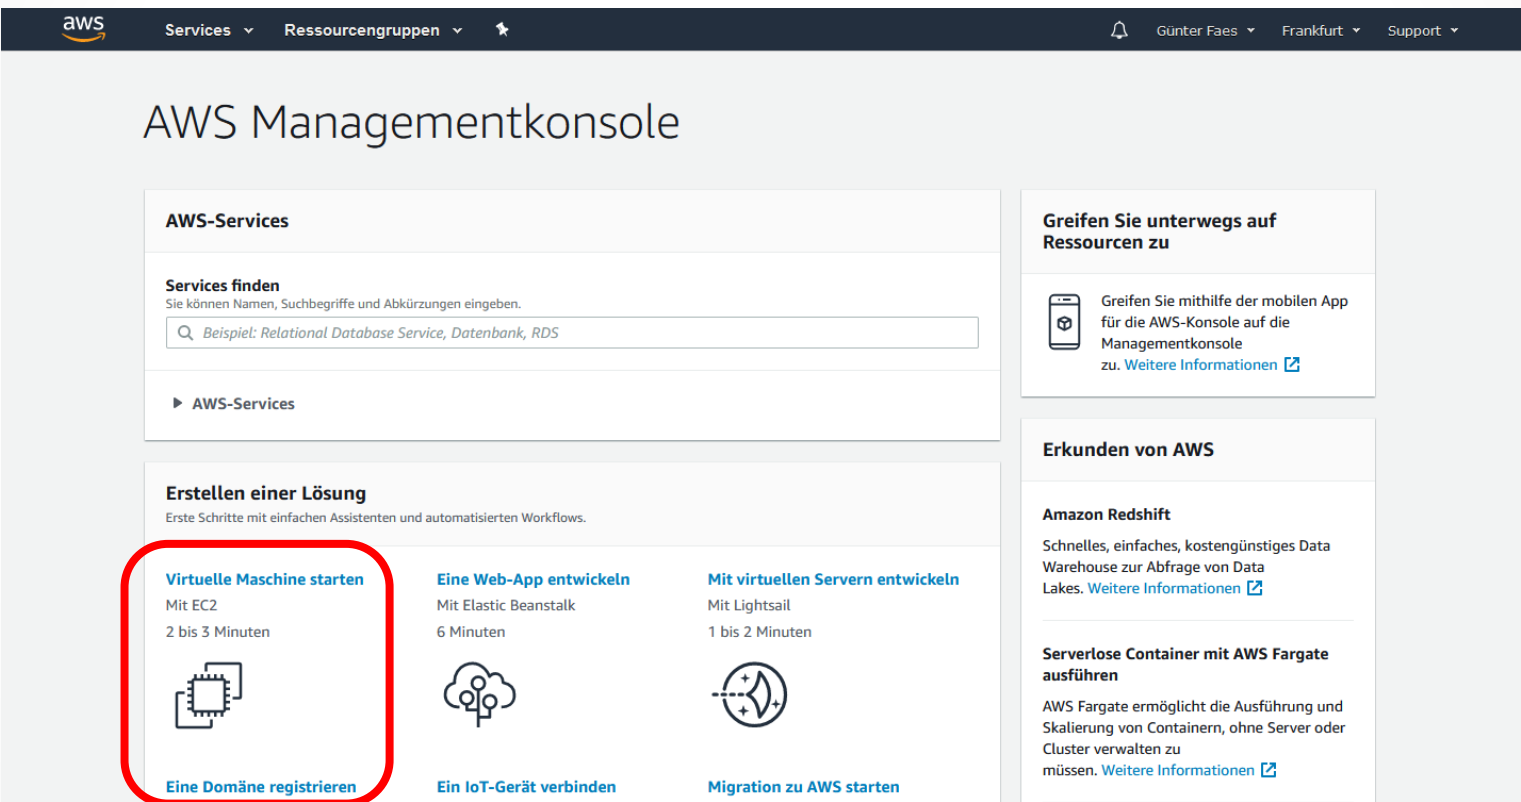 aws
Services
Ressourcengruppen
Günter Faes
Frankfurt
Support
AWS Managementkonsole
AWS-Services
Services finden
Sie können Namen, Suchbegriffe und Abkürzungen eingeben.
Beispiel: Relational Database Service, Datenbank, RDS
AWS-Services
Erstellen einer Lösung
Erste Schritte mit einfachen Assistenten und automatisierten Workflows.
Virtuelle Maschine starten
Mit EC2
2 bis 3 Minuten
Eine Web-App entwickeln
Mit Elastic Beanstalk
6 Minuten
Mit virtuellen Servern entwickeln
Mit Lightsail
1 bis 2 Minuten
Eine Domäne registrieren
Ein IoT-Gerät verbinden
Migration zu AWS starten
Greifen Sie unterwegs auf
Ressourcen zu
Greifen Sie mithilfe der mobilen App
für die AWS-Konsole auf die
Managementkonsole
zu. Weitere Informationen
Erkunden von AWS
Amazon Redshift
Schnelles, einfaches, kostengünstiges Data
Warehouse zur Abfrage von Data
Lakes. Weitere Informationen
Serverlose Container mit AWS Fargate
ausführen
AWS Fargate ermöglicht die Ausführung und
Skalierung von Containern, ohne Server oder
Cluster verwalten zu
müssen. Weitere Informationen